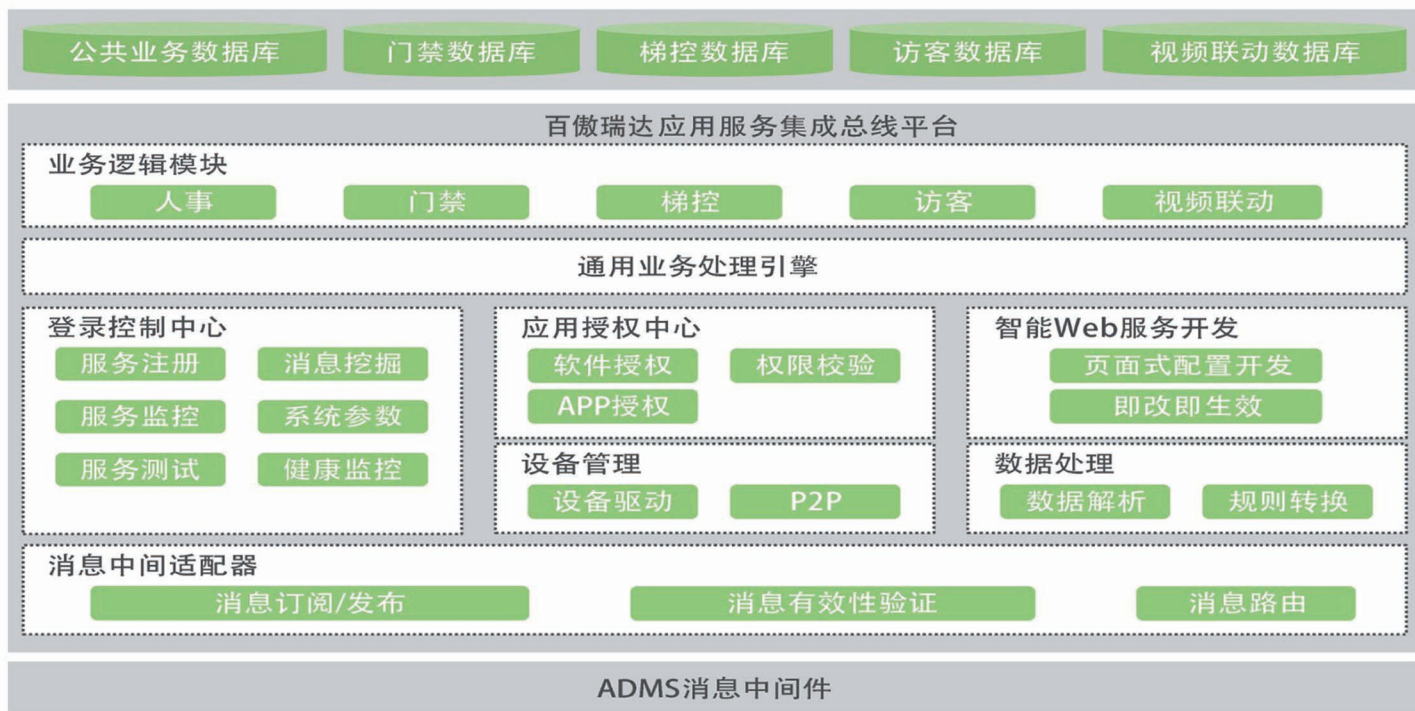 公共业务数据库 门禁数据库 梯控数据库 访客数据库 视频联动数据库
百傲瑞达应用服务集成总线平台
业务逻辑模块
人事 门禁 梯控 访客 视频联动
通用业务处理引擎
登录控制中心
服务注册 消息挖掘
服务监控 系统参数
服务测试 健康监控
应用授权中心
软件授权 权限校验
APP授权
智能Web服务开发
页面式配置开发
即改即生效
设备管理
设备驱动 P2P
数据处理
数据解析 规则转换
消息中间适配器
消息订阅/发布 消息有效性验证 消息路由
ADMS消息中间件